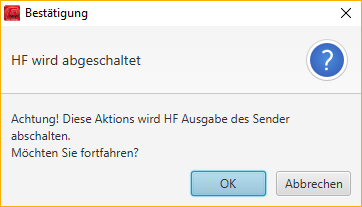 Bestätigung
HF wird abgeschaltet
?
Achtung! Diese Aktions wird HF Ausgabe des Sender
abschalten.
Möchten Sie fortfahren?
OK
Abbrechen